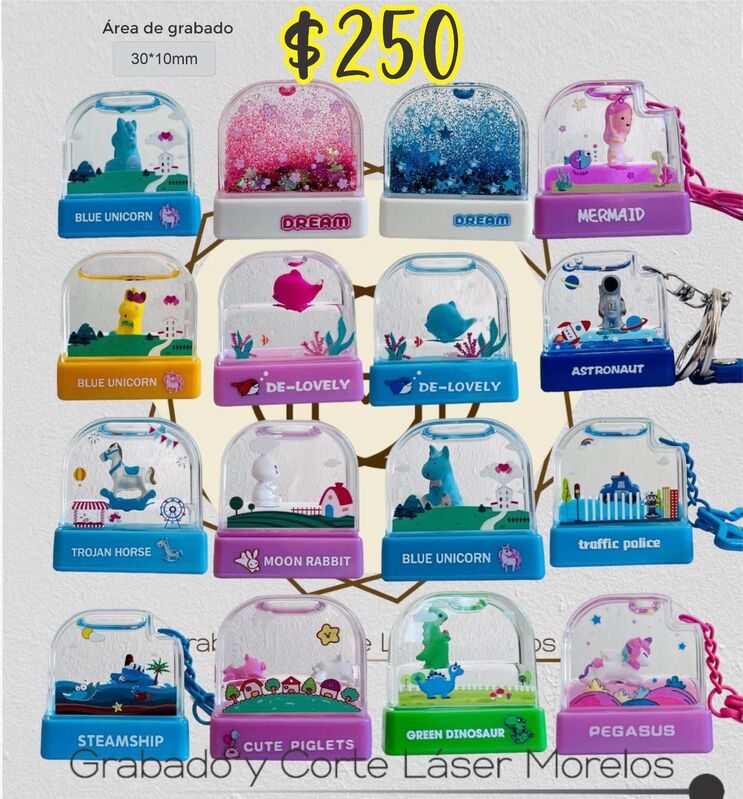 Área de grabado
$250
30*10mm
BLUE UNICORN
DREAM
DREAM
MERMAID
BLUE UNICORN
DE-LOVELY
DE-LOVELY
ASTRONAUT
TROJAN HORSE
MOON RABBIT
BLUE UNICORN
traffic police
STEAMSHIP
CUTE PIGLETS
GREEN DINOSAUR
PEGASUS
Grabado y Corte Láser Morelos